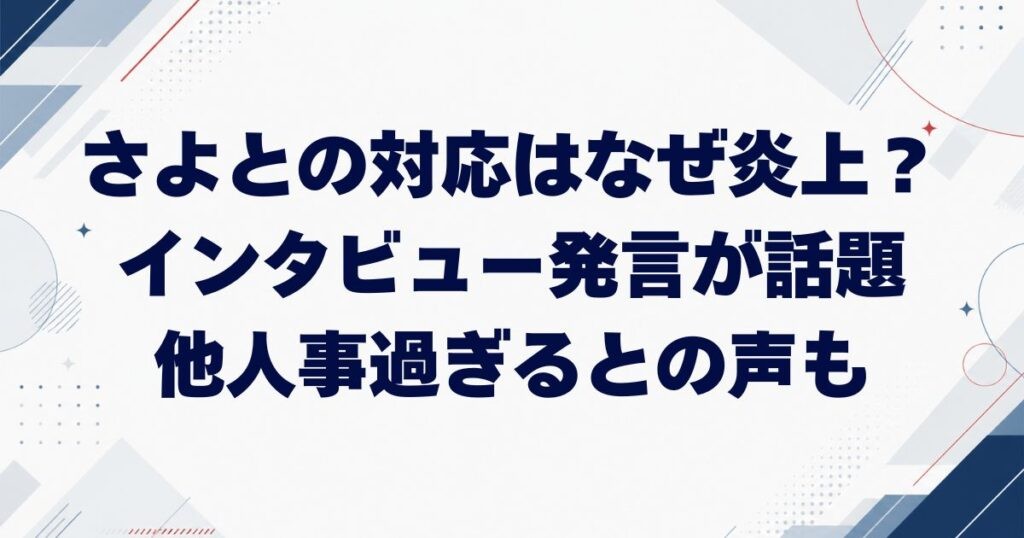 さよとの対応はなぜ炎上？
インタビュー発言が話題
他人事過ぎるとの声も